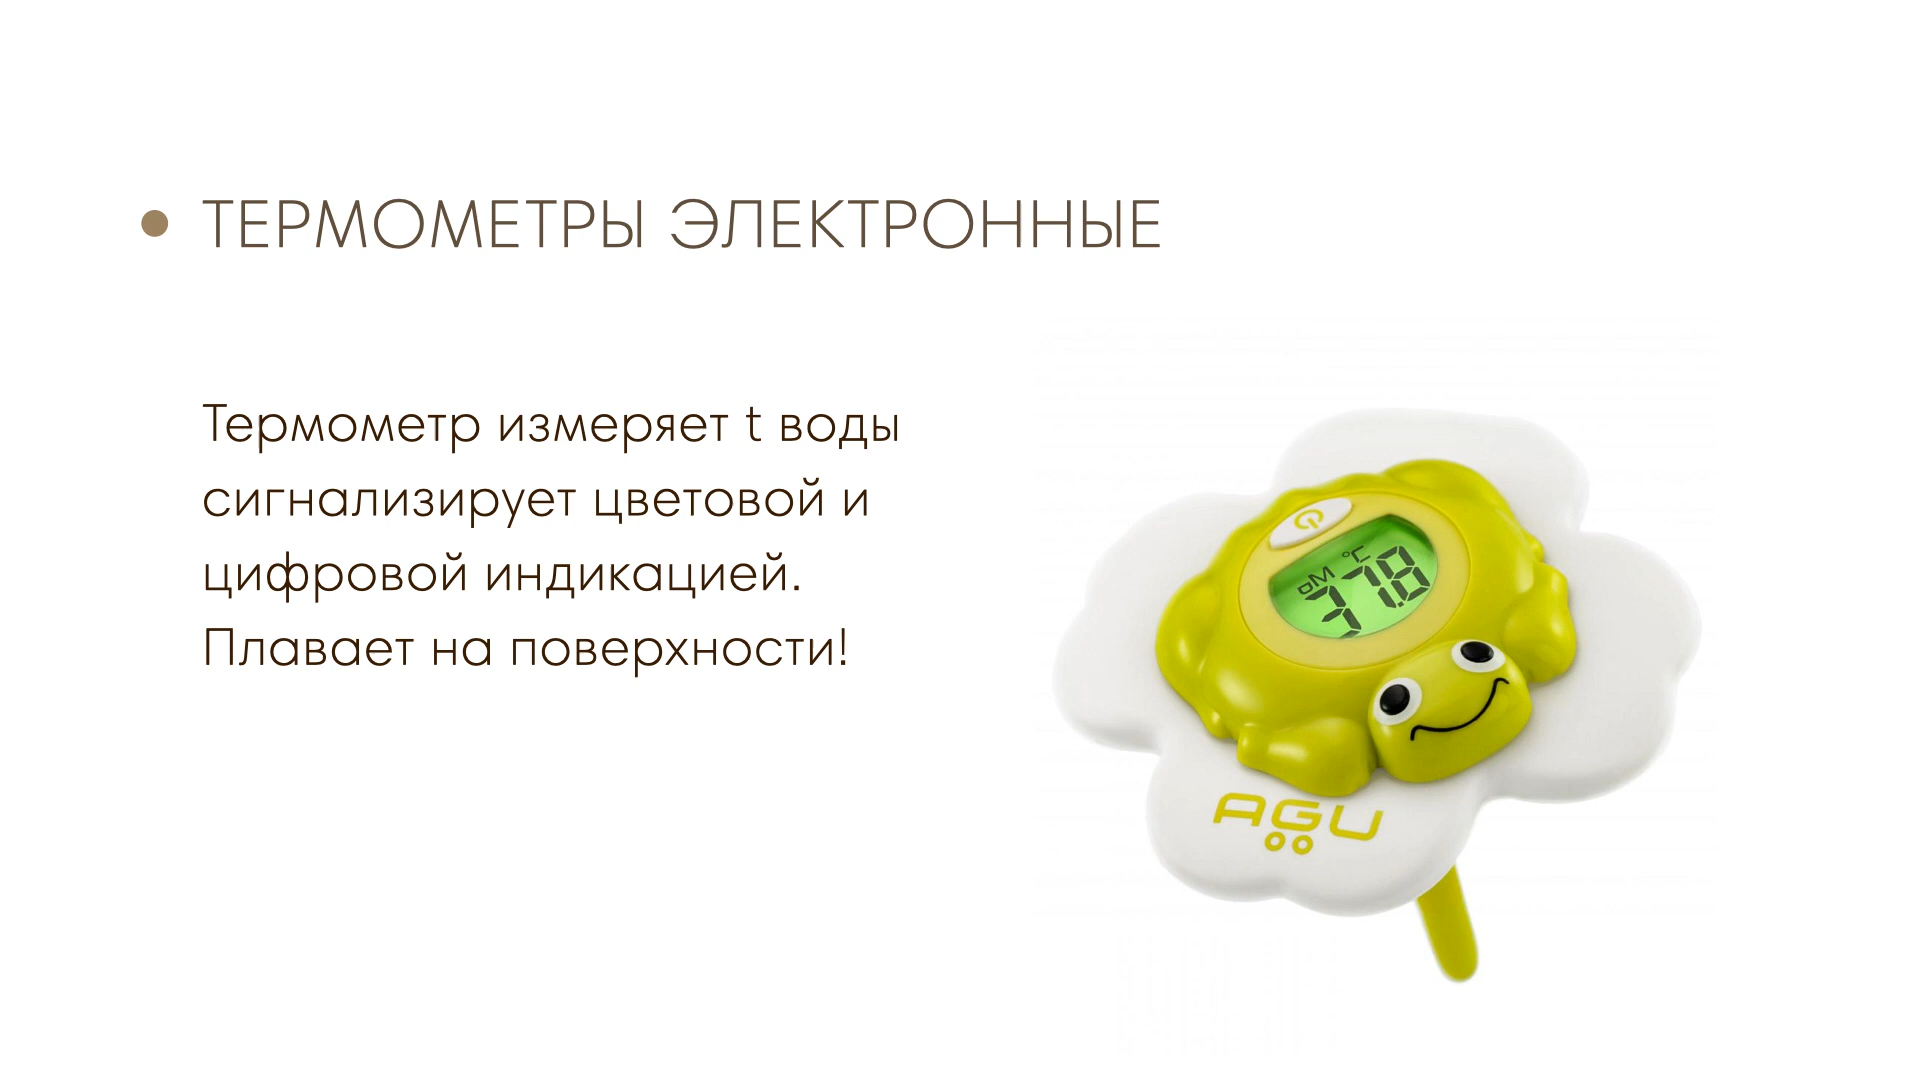 ТЕРМОМЕТРЫ ЭЛЕКТРОННЫЕ
Термометр измеряет t воды
сигнализирует цветовой и
цифровой индикацией.
Плавает на поверхности!
°C
M
37.8
AGU